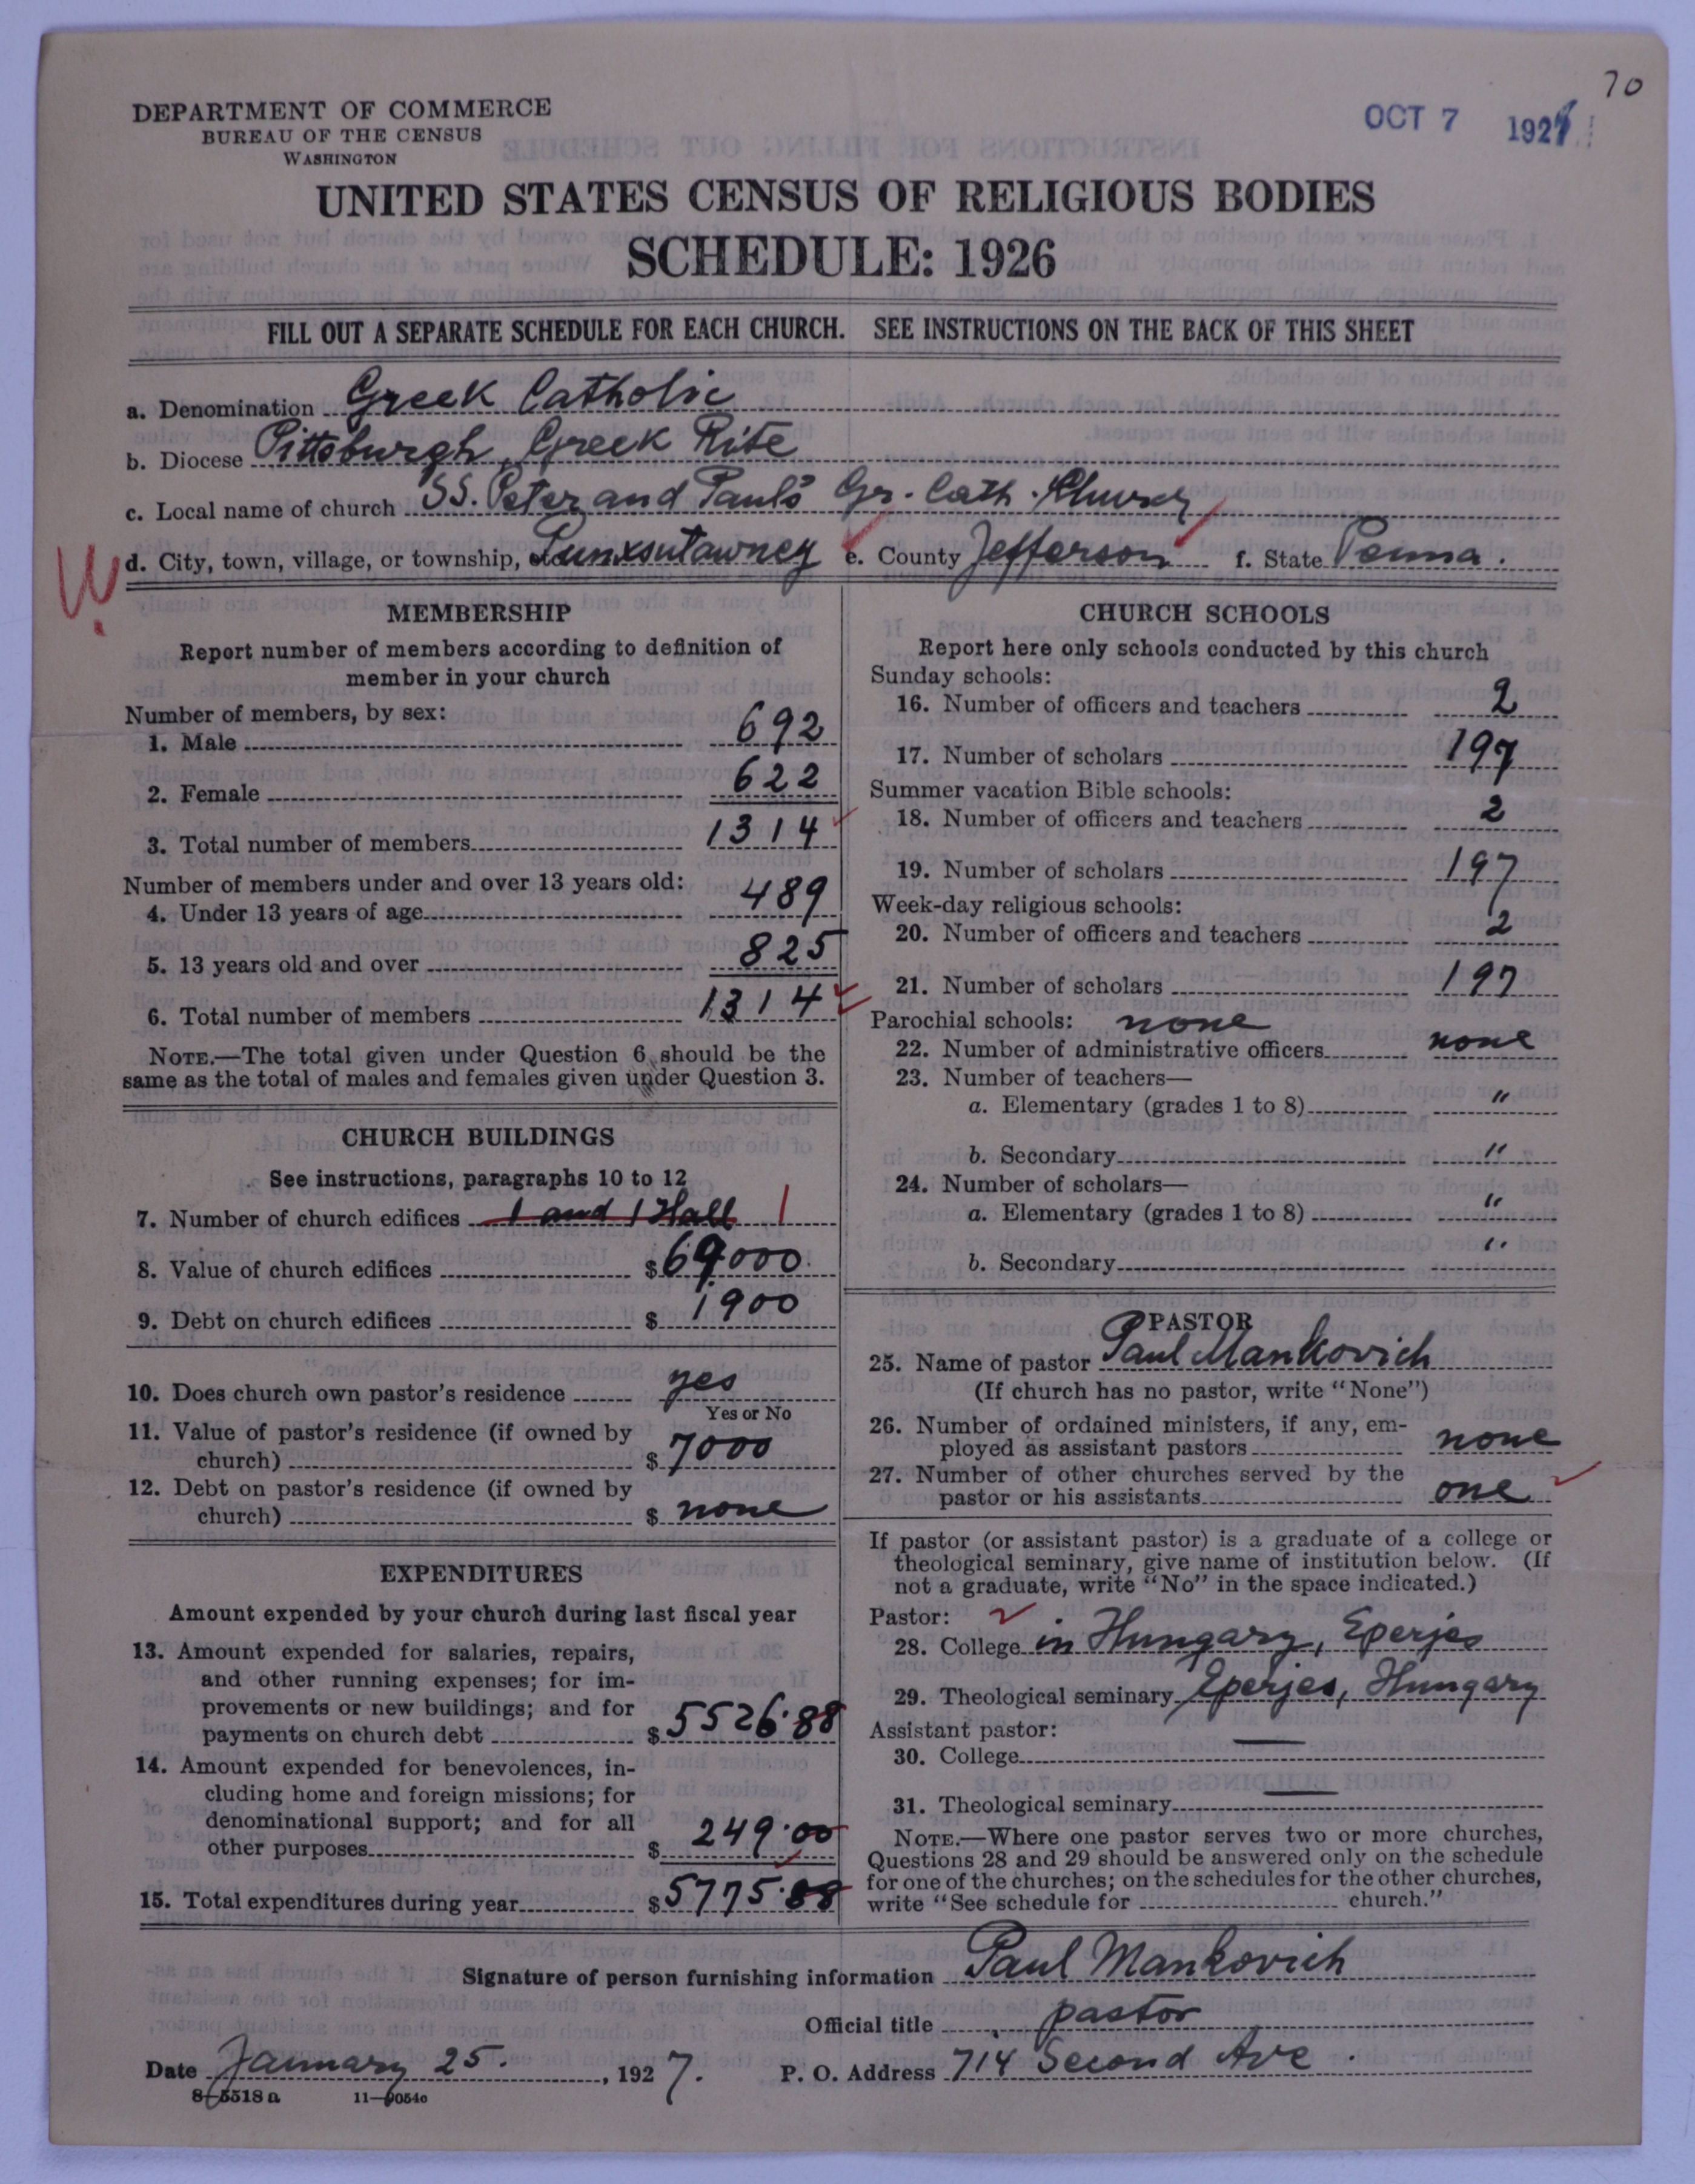 70
OCT 7 1927
DEPARTMENT OF COMMERCE
BUREAU OF THE CENSUS
WASHINGTON
UNITED STATES CENSUS OF RELIGIOUS BODIES
SCHEDULE: 1926
FILL OUT A SEPARATE SCHEDULE FOR EACH CHURCH. SEE INSTRUCTIONS ON THE BACK OF THIS SHEET
a. Denomination Greek Catholic
b. Diocese Pittsburgh, Greek Rite
c. Local name of church SS. Peter and Paul's Gr. Cath. Church
d. City, town, village, or township, Punxsutawney e. County Jefferson f. State Penna.
MEMBERSHIP
Report number of members according to definition of
member in your church
Number of members, by sex:
1. Male 692
2. Female 622
3. Total number of members 1314
Number of members under and over 13 years old:
4. Under 13 years of age 489
5. 13 years old and over 825
6. Total number of members 1314
NOTE.—The total given under Question 6 should be the
same as the total of males and females given under Question 3.
CHURCH BUILDINGS
See instructions, paragraphs 10 to 12
7. Number of church edifices 1 and 1 Hall 1
8. Value of church edifices $69000
9. Debt on church edifices $ 1900
10. Does church own pastor's residence yes
Yes or No
11. Value of pastor's residence (if owned by
church) $7000
12. Debt on pastor's residence (if owned by
church) $ none
EXPENDITURES
Amount expended by your church during last fiscal year
13. Amount expended for salaries, repairs,
and other running expenses; for im-
provements or new buildings; and for
payments on church debt $5526.88
14. Amount expended for benevolences, in-
cluding home and foreign missions; for
denominational support; and for all
other purposes $ 249.00
15. Total expenditures during year $5775.88
CHURCH SCHOOLS
Report here only schools conducted by this church
Sunday schools:
16. Number of officers and teachers 2
17. Number of scholars 197
Summer vacation Bible schools:
18. Number of officers and teachers 2
19. Number of scholars 197
Week-day religious schools:
20. Number of officers and teachers 2
21. Number of scholars 197
Parochial schools: none
22. Number of administrative officers none
23. Number of teachers—
a. Elementary (grades 1 to 8) "
b. Secondary "
24. Number of scholars—
a. Elementary (grades 1 to 8) "
b. Secondary "
PASTOR
25. Name of pastor Paul Mankovich
(If church has no pastor, write "None")
26. Number of ordained ministers, if any, em-
ployed as assistant pastors none
27. Number of other churches served by the
pastor or his assistants one
If pastor (or assistant pastor) is a graduate of a college or
theological seminary, give name of institution below. (If
not a graduate, write "No" in the space indicated.)
Pastor:
28. College in Hungary, Eperjes
29. Theological seminary Eperjes, Hungary
Assistant pastor:
30. College —
31. Theological seminary —
NOTE.—Where one pastor serves two or more churches,
Questions 28 and 29 should be answered only on the schedule
for one of the churches; on the schedules for the other churches,
write "See schedule for church."
Signature of person furnishing information Paul Mankovich
Official title pastor
Date January 25. , 1927. P. O. Address 714 Second Ave.
8-5518a 11-9054c